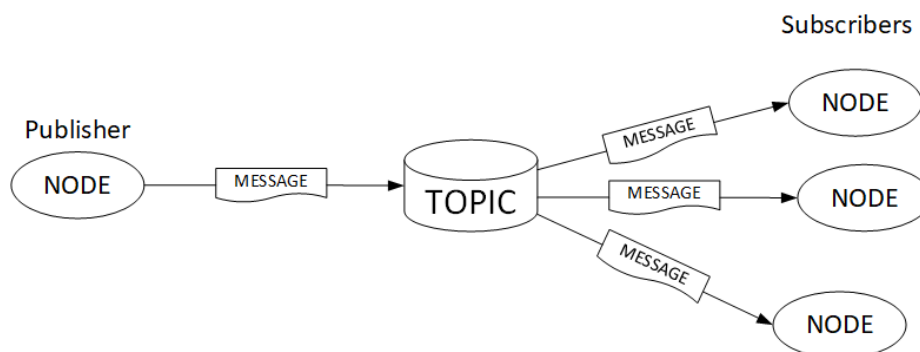 Subscribers
NODE
MESSAGE
Publisher
NODE
MESSAGE
TOPIC
MESSAGE
NODE
MESSAGE
NODE